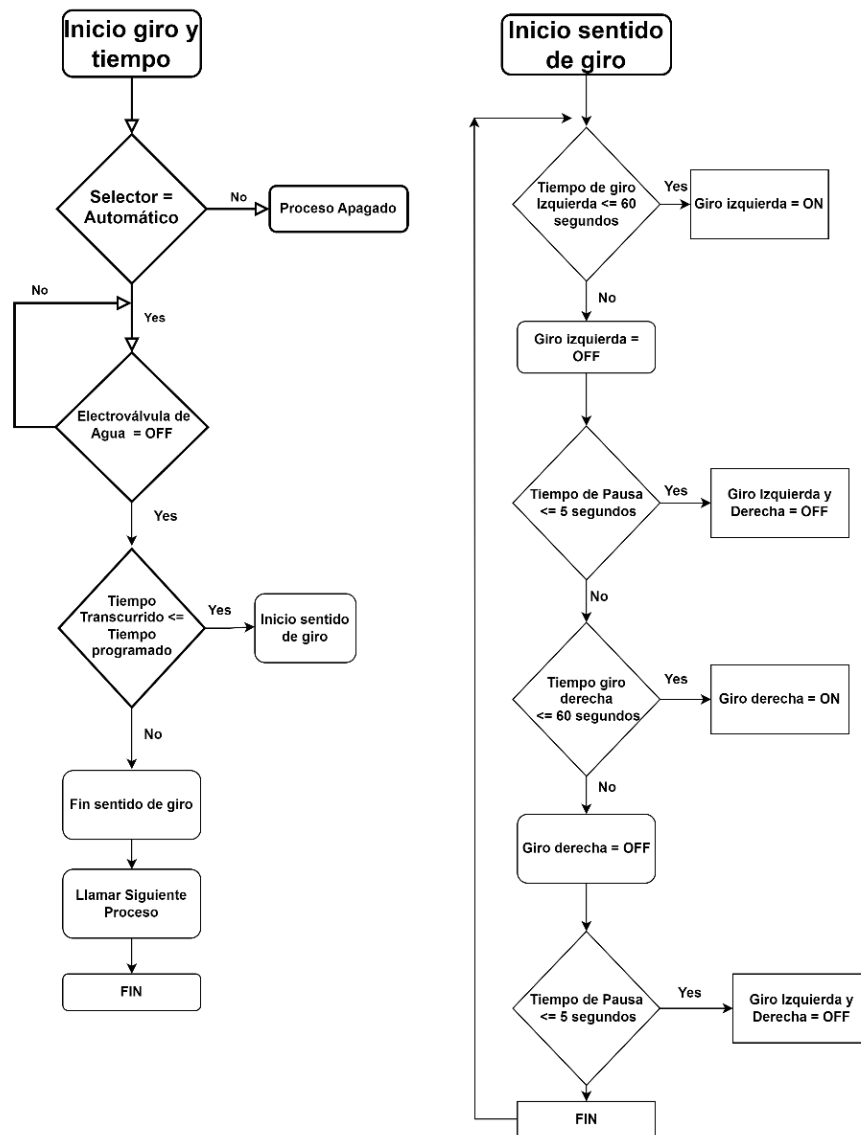 Inicio giro y
tiempo
Selector =
Automático
No
Proceso Apagado
No
Yes
Electroválvula de
Agua = OFF
Yes
Tiempo
Transcurrido <=
Tiempo
programado
Yes
Inicio sentido
de giro
No
Fin sentido de giro
Llamar Siguiente
Proceso
FIN
Inicio sentido
de giro
Tiempo de giro
Izquierda <= 60
segundos
Yes
Giro izquierda = ON
No
Giro izquierda =
OFF
Tiempo de Pausa
<= 5 segundos
Yes
Giro Izquierda y
Derecha = OFF
No
Tiempo giro
derecha
<= 60 segundos
Yes
Giro derecha = ON
No
Giro derecha = OFF
Tiempo de Pausa
<= 5 segundos
Yes
Giro Izquierda y
Derecha = OFF
FIN